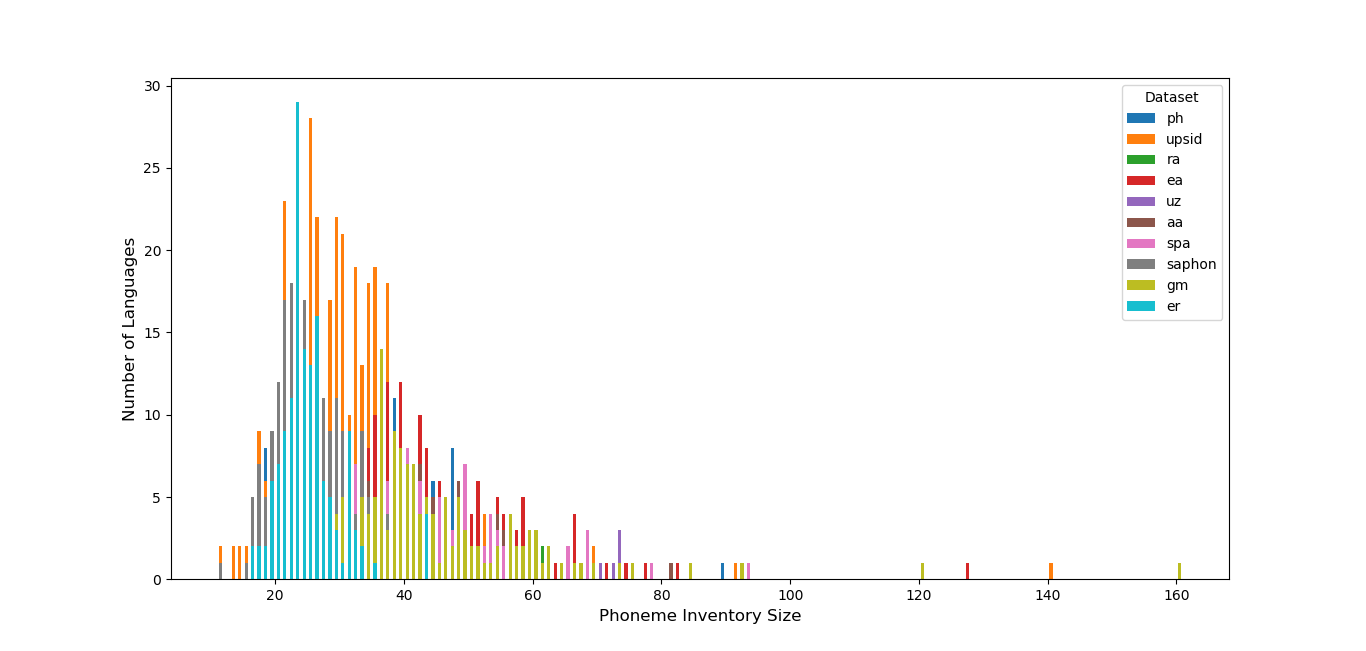 30
25
20
15
10
5
0
Number of Languages
20 40 60 80 100 120 140 160
Phoneme Inventory Size
Dataset
ph
upsid
ra
ea
uz
aa
spa
saphon
gm
er